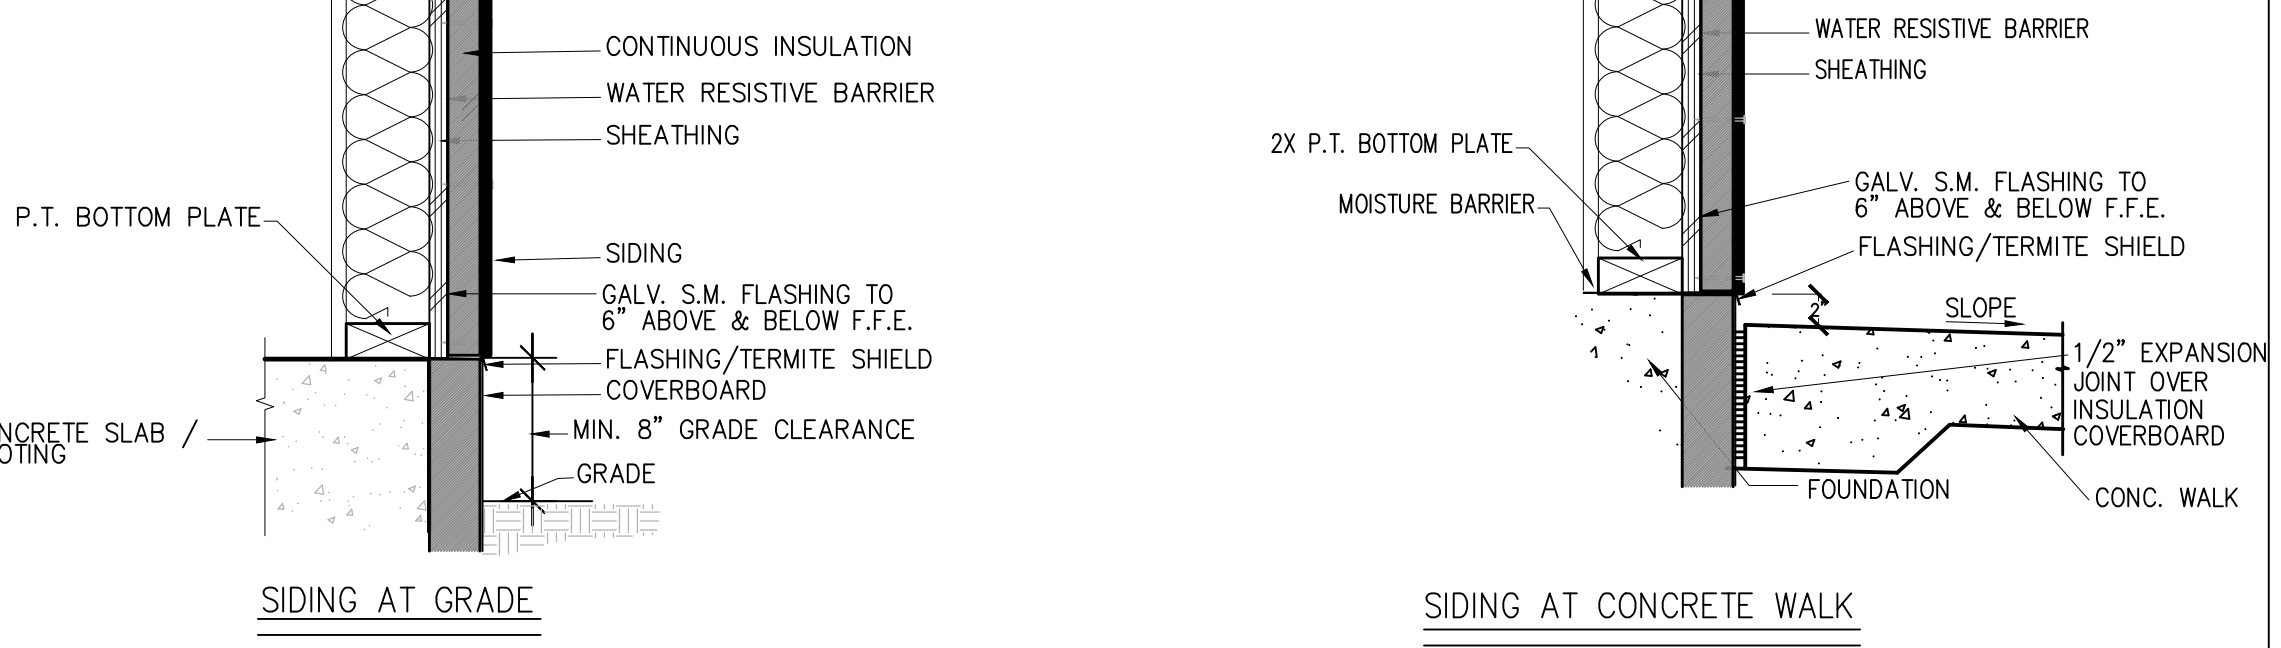 CONTINUOUS INSULATION
WATER RESISTIVE BARRIER
SHEATHING
P.T. BOTTOM PLATE
SIDING
GALV. S.M. FLASHING TO
6” ABOVE & BELOW F.F.E.
FLASHING/TERMITE SHIELD
COVERBOARD
MIN. 8” GRADE CLEARANCE
NCRETE SLAB /
OTING
GRADE
SIDING AT GRADE
WATER RESISTIVE BARRIER
SHEATHING
2X P.T. BOTTOM PLATE
MOISTURE BARRIER
GALV. S.M. FLASHING TO
6” ABOVE & BELOW F.F.E.
FLASHING/TERMITE SHIELD
2"
SLOPE
1/2” EXPANSION
JOINT OVER
INSULATION
COVERBOARD
FOUNDATION
CONC. WALK
SIDING AT CONCRETE WALK